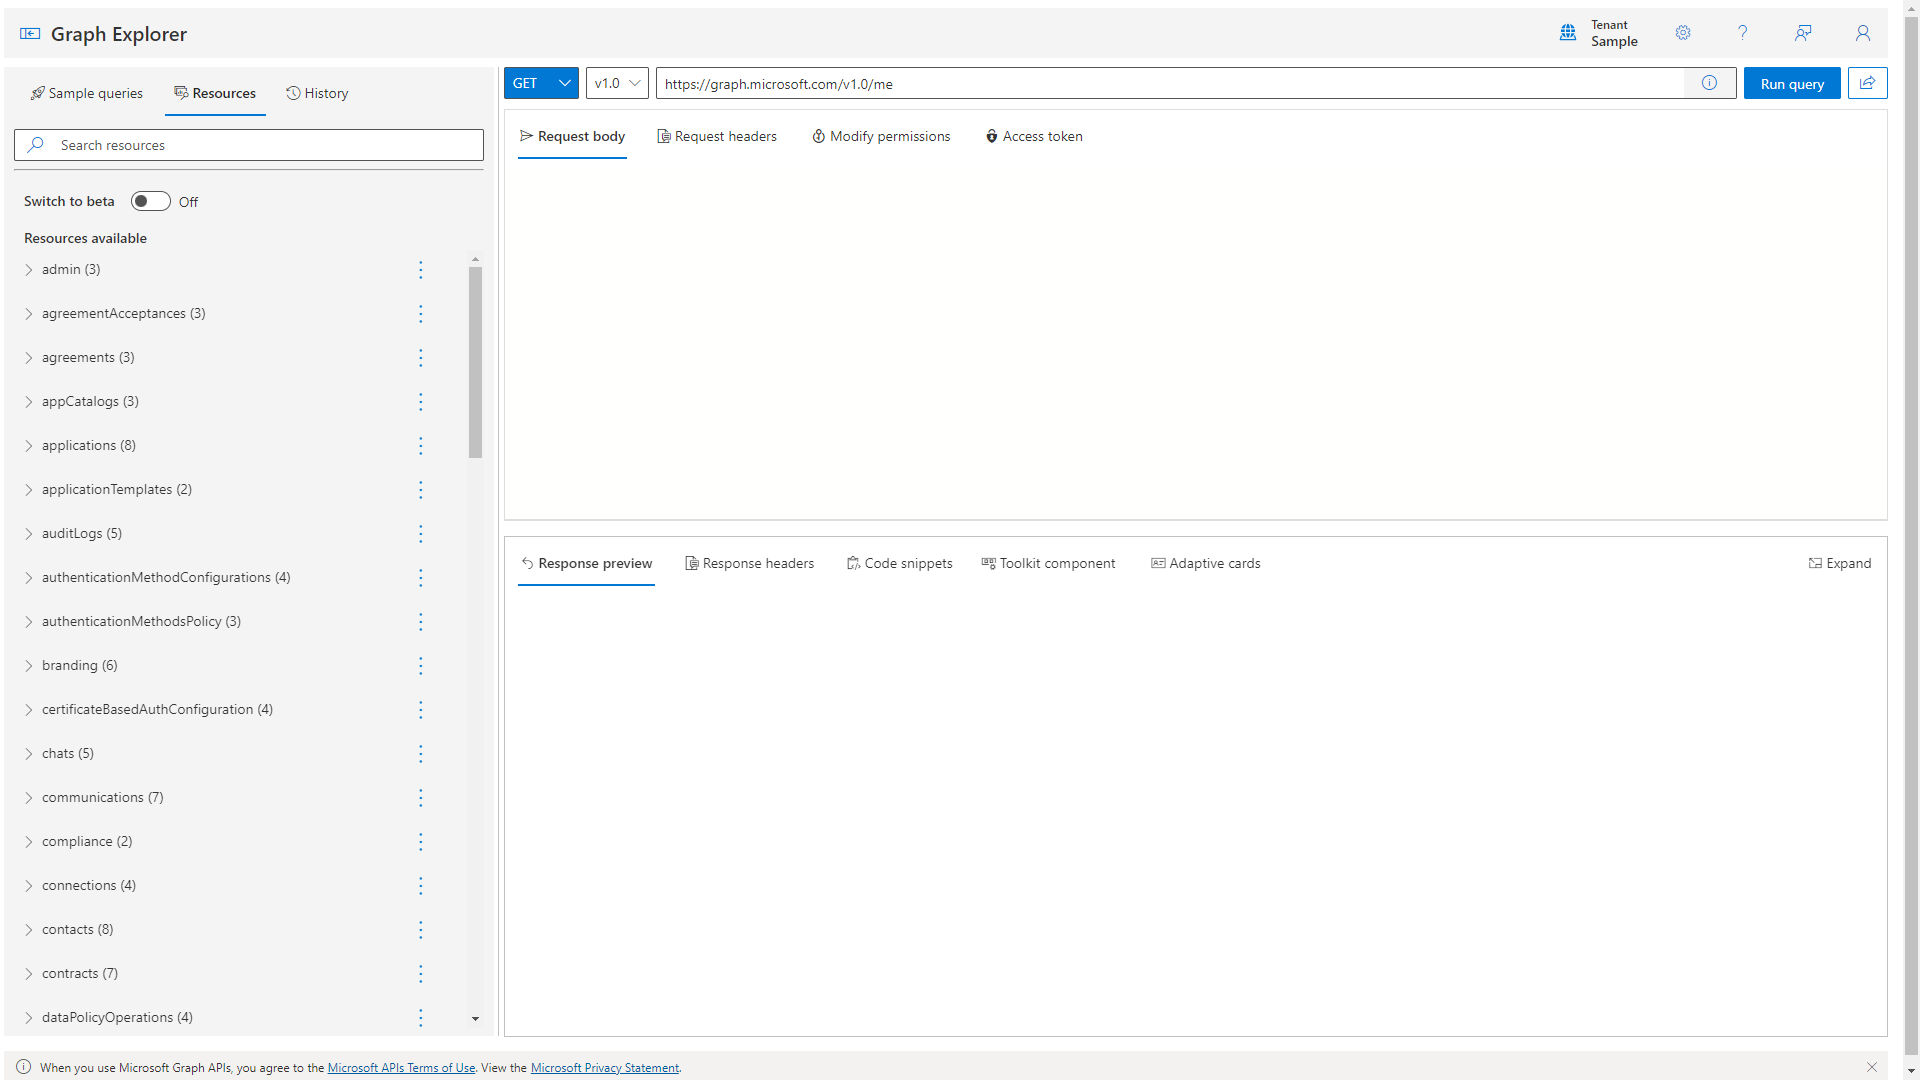 Graph Explorer
Tenant
Sample
Sample queries
Resources
History
Search resources
Switch to beta
Off
Resources available
admin (3)
agreementAcceptances (3)
agreements (3)
appCatalogs (3)
applications (8)
applicationTemplates (2)
auditLogs (5)
authenticationMethodConfigurations (4)
authenticationMethodsPolicy (3)
branding (6)
certificateBasedAuthConfiguration (4)
chats (5)
communications (7)
compliance (2)
connections (4)
contacts (8)
contracts (7)
dataPolicyOperations (4)
GET
v1.0
https://graph.microsoft.com/v1.0/me
Run query
Request body
Request headers
Modify permissions
Access token
Response preview
Response headers
Code snippets
Toolkit component
Adaptive cards
Expand
When you use Microsoft Graph APIs, you agree to the Microsoft APIs Terms of Use. View the Microsoft Privacy Statement.